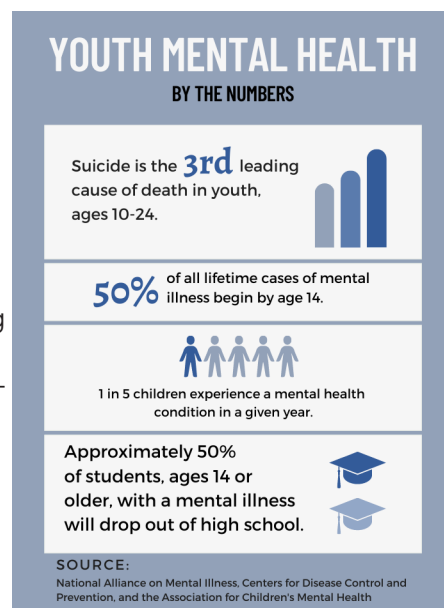 YOUTH MENTAL HEALTH
BY THE NUMBERS
Suicide is the 3rd leading
cause of death in youth,
ages 10-24.
50% of all lifetime cases of mental
illness begin by age 14.
1 in 5 children experience a mental health
condition in a given year.
Approximately 50%
of students, ages 14 or
older, with a mental illness
will drop out of high school.
SOURCE:
National Alliance on Mental Illness, Centers for Disease Control and
Prevention, and the Association for Children's Mental Health